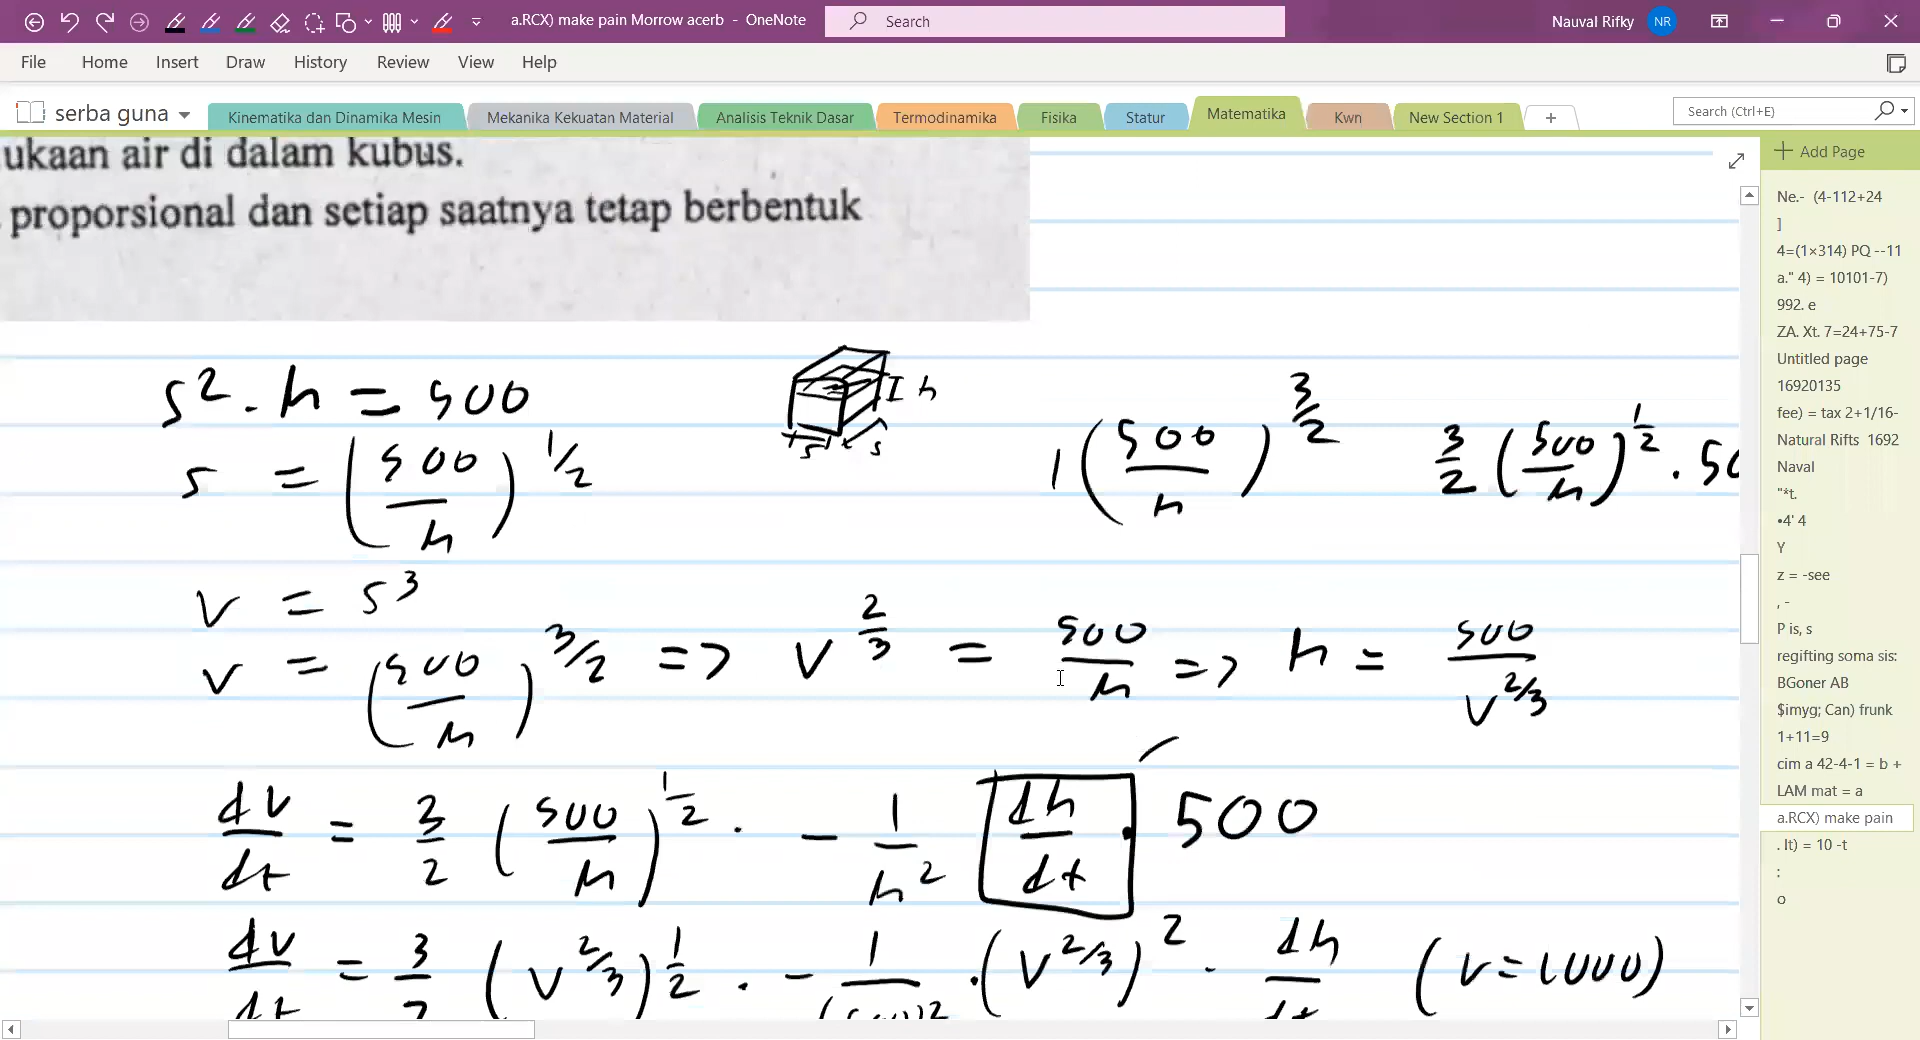 a.RCX) make pain Morrow acerb - OneNote
Search
Nauval Rifky NR
File Home Insert Draw History Review View Help
serba guna
Kinematika dan Dinamika Mesin
Mekanika Kekuatan Material
Analisis Teknik Dasar
Termodinamika
Fisika
Statur
Matematika
Kwn
New Section 1
+
Search (Ctrl+E)
ukaan air di dalam kubus.
proporsional dan setiap saatnya tetap berbentuk
s² . h = 500
s = (500/h)^1/2
h
s s
1 (500/h)^3/2
3/2 (500/h)^1/2 . 50
v = s³
v = (500/h)^3/2 => v^2/3 = 500/h => h = 500/v^2/3
dv/dt = 3/2 (500/h)^1/2 . - 1/h² dh/dt . 500
dv/dt = 3/2 (v^2/3)^1/2 . - 1/(500)² . (v^2/3)² . dh/dt (v = 1000)
Add Page
Ne.- (4-112+24
]
4=(1×314) PQ --11
a." 4) = 10101-7)
992. e
ZA. Xt. 7=24+75-7
Untitled page
16920135
fee) = tax 2+1/16-
Natural Rifts 1692
Naval
"*t.
•4' 4
Y
z = -see
, -
P is, s
regifting soma sis:
BGoner AB
$imyg; Can) frunk
1+11=9
cim a 42-4-1 = b +
LAM mat = a
a.RCX) make pain
. It) = 10 -t
:
o